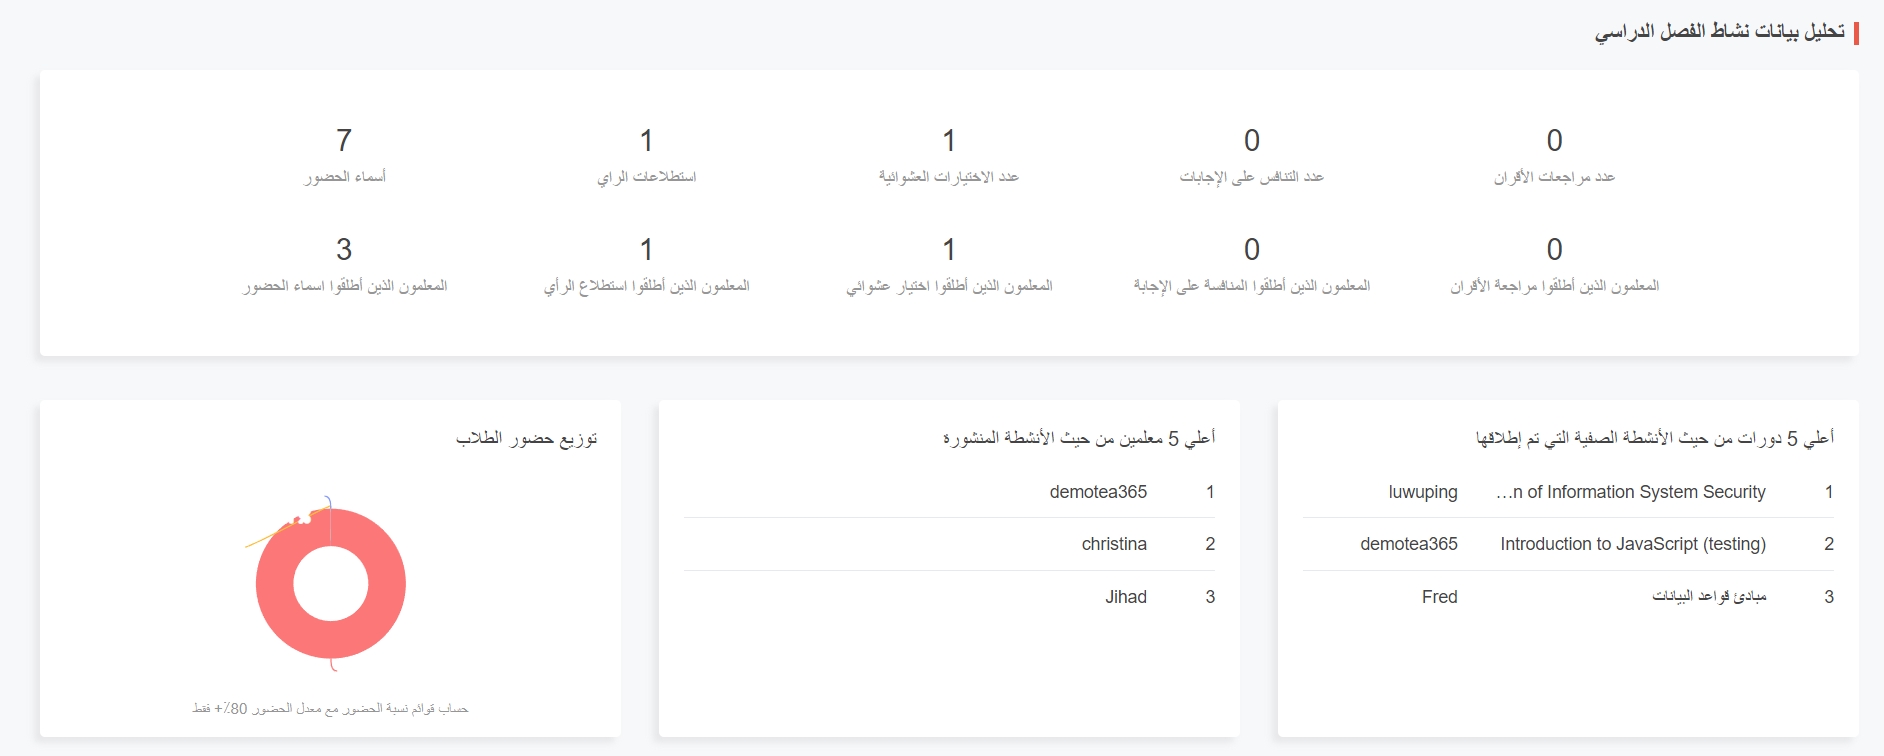 تحليل بيانات نشاط الفصل الدراسي
0
1
1
7
0
عدد مراجعات الأقران
عدد التنافس على الإجابات
عدد الاختيارات العشوائية
استطلاعات الراي
أسماء الحضور
0
0
1
1
3
المعلمون الذين أطلقوا مراجعة الأقران
المعلمون الذين أطلقوا المنافسة على الإجابة
المعلمون الذين أطلقوا اختيار عشوائي
المعلمون الذين أطلقوا استطلاع الرأي
المعلمون الذين أطلقوا اسماء الحضور
أعلي 5 دورات من حيث الأنشطة الصفية التي تم إطلاقها
1 …n of Information System Security luwuping
2 Introduction to JavaScript (testing) demotea365
3 مبادئ قواعد البيانات Fred
أعلي 5 معلمين من حيث الأنشطة المنشورة
1 demotea365
2 christina
3 Jihad
توزيع حضور الطلاب
حساب قوائم نسبة الحضور مع معدل الحضور 80٪+ فقط